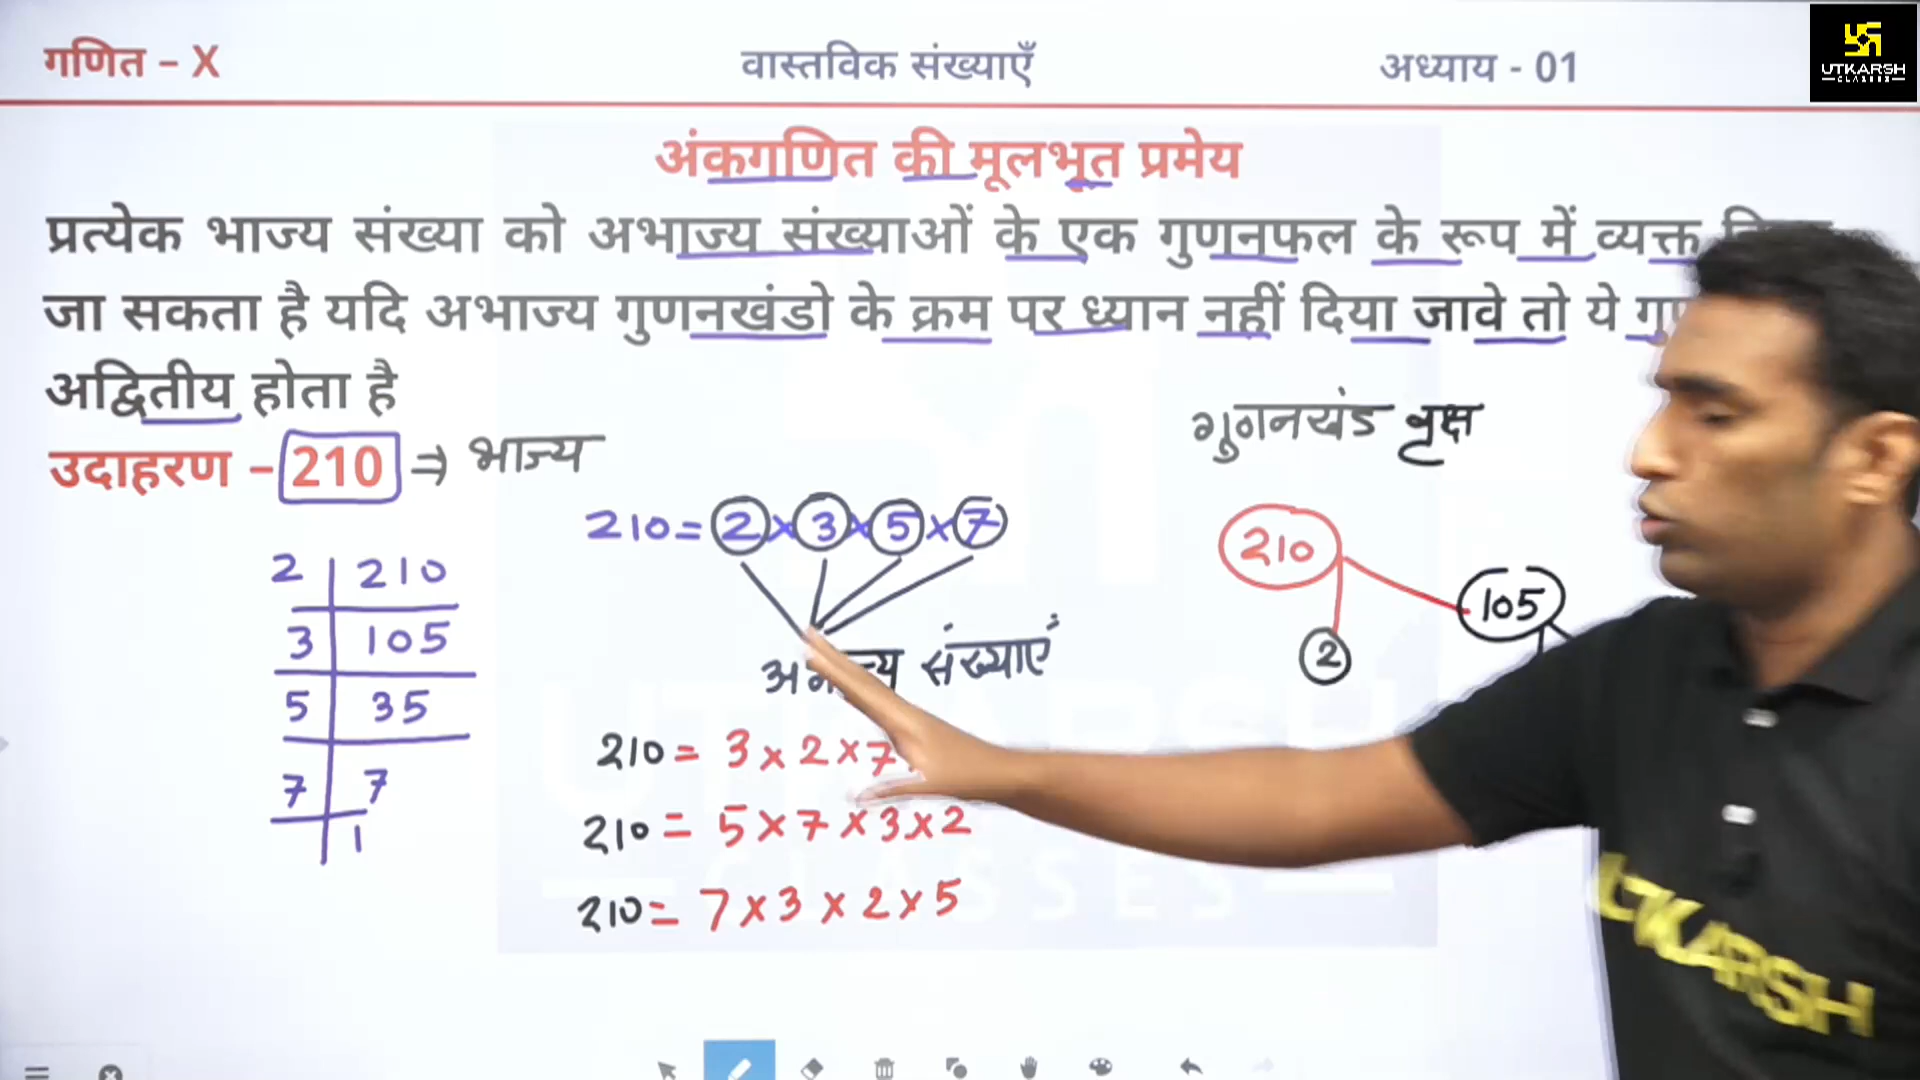 गणित – X
वास्तविक संख्याएँ
अध्याय - 01
UTKARSH
CLASSES
अंकगणित की मूलभूत प्रमेय
प्रत्येक भाज्य संख्या को अभाज्य संख्याओं के एक गुणनफल के रूप में व्यक्त
जा सकता है यदि अभाज्य गुणनखंडो के क्रम पर ध्यान नहीं दिया जावे तो ये
अद्वितीय होता है
उदाहरण – 210 ⇒ भाज्य
2 | 210
3 | 105
5 | 35
7 | 7
1
210 = 2 × 3 × 5 × 7
संख्याएँ
210 = 3 × 2 × 7
210 = 5 × 7 × 3 × 2
210 = 7 × 3 × 2 × 5
गुणनखंड वृक्ष
210
105
2
UTKARSH
CLASSES
UTKARSH